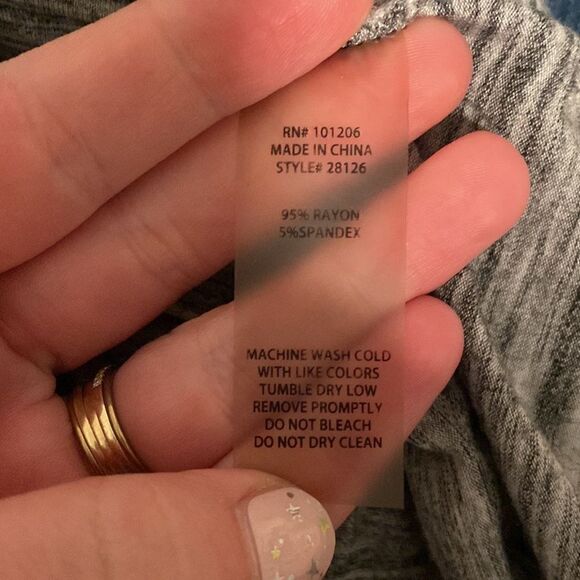 RN# 101206
MADE IN CHINA
STYLE# 28126
95% RAYON
5%SPANDEX
MACHINE WASH COLD
WITH LIKE COLORS
TUMBLE DRY LOW
REMOVE PROMPTLY
DO NOT BLEACH
DO NOT DRY CLEAN